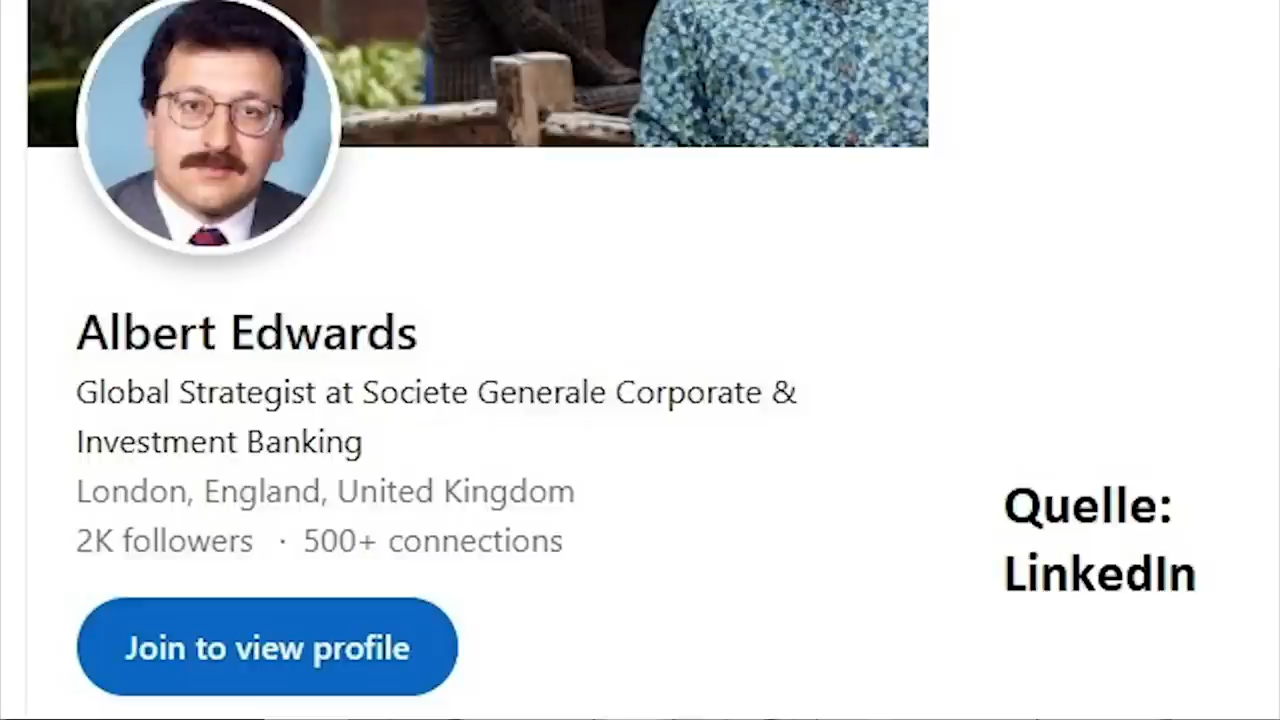 Albert Edwards
Global Strategist at Societe Generale Corporate &
Investment Banking
London, England, United Kingdom
2K followers · 500+ connections
Join to view profile
Quelle:
LinkedIn